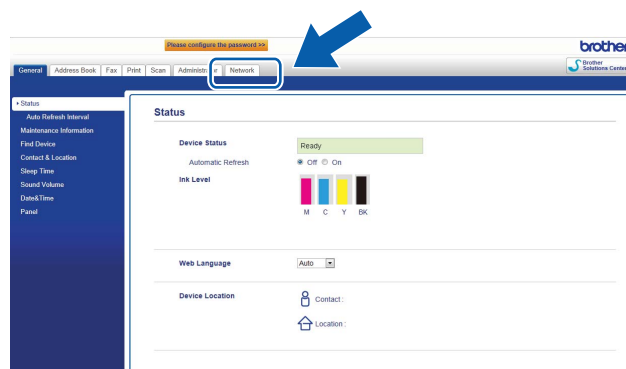 Please configure the password >>
brother
General Address Book Fax Print Scan Administrator Network
Brother
Solutions Center
Status
Auto Refresh Interval
Maintenance Information
Find Device
Contact & Location
Sleep Time
Sound Volume
Date&Time
Panel
Status
Device Status Ready
Automatic Refresh Off On
Ink Level
M C Y BK
Web Language Auto
Device Location Contact :
Location :